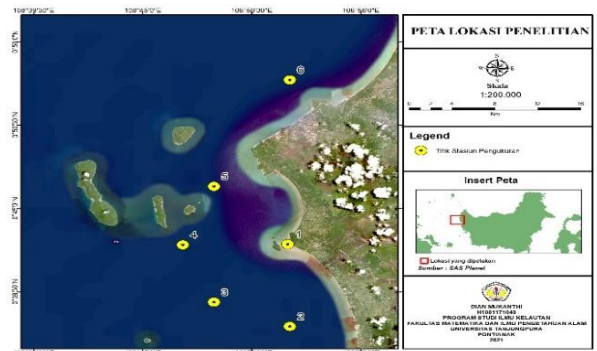 PETA LOKASI PENELITIAN
Skala
1:200.000
Km
Legend
Titik Stasiun Pengukuran
Insert Peta
Lokasi yang dipetakan
Sumber : SAS Planet
DIAN MUKANTHI
PROGRAM STUDI ILMU KELAUTAN
FAKULTAS MATEMATIKA DAN ILMU PENGETAHUAN ALAM
UNIVERSITAS TANJUNGPURA
PONTIANAK
2021
6
5
1
4
3
2